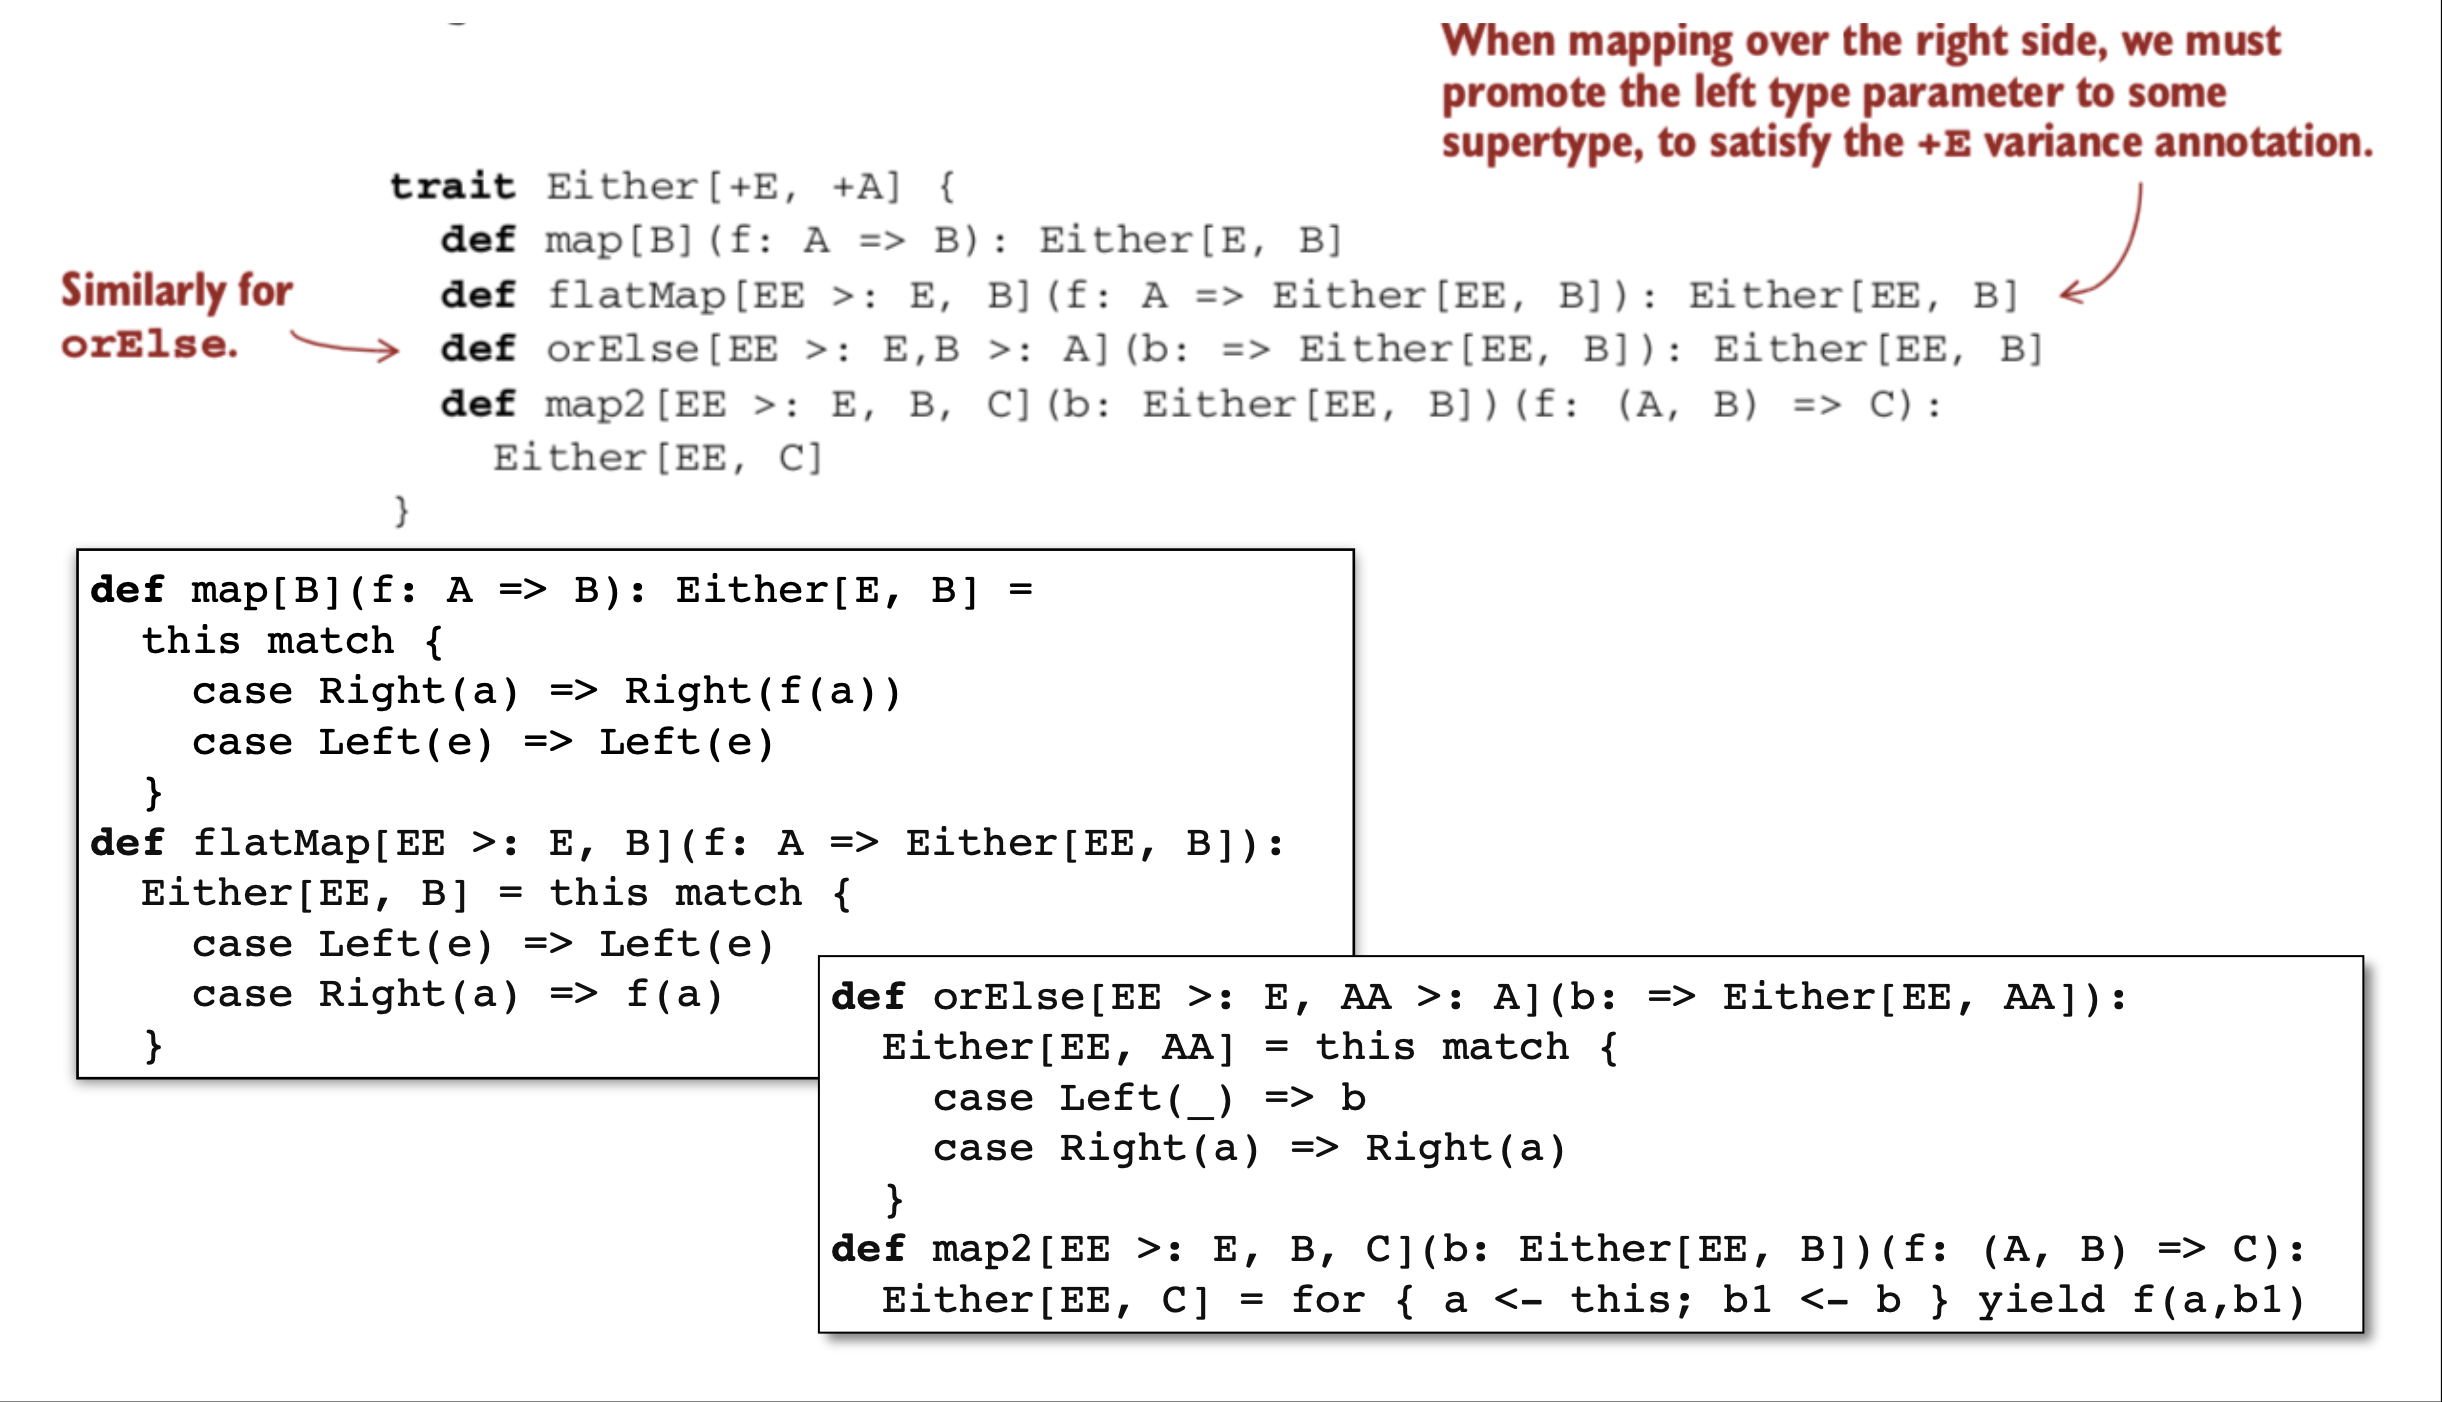 When mapping over the right side, we must
promote the left type parameter to some
supertype, to satisfy the +E variance annotation.
trait Either[+E, +A] {
def map[B](f: A => B): Either[E, B]
Similarly for
orElse.
def flatMap[EE >: E, B](f: A => Either[EE, B]): Either[EE, B]
def orElse[EE >: E,B >: A](b: => Either[EE, B]): Either[EE, B]
def map2[EE >: E, B, C](b: Either[EE, B])(f: (A, B) => C):
Either[EE, C]
}
def map[B](f: A => B): Either[E, B] =
this match {
case Right(a) => Right(f(a))
case Left(e) => Left(e)
}
def flatMap[EE >: E, B](f: A => Either[EE, B]):
Either[EE, B] = this match {
case Left(e) => Left(e)
case Right(a) => f(a)
}
def orElse[EE >: E, AA >: A](b: => Either[EE, AA]):
Either[EE, AA] = this match {
case Left(_) => b
case Right(a) => Right(a)
}
def map2[EE >: E, B, C](b: Either[EE, B])(f: (A, B) => C):
Either[EE, C] = for { a <- this; b1 <- b } yield f(a,b1)